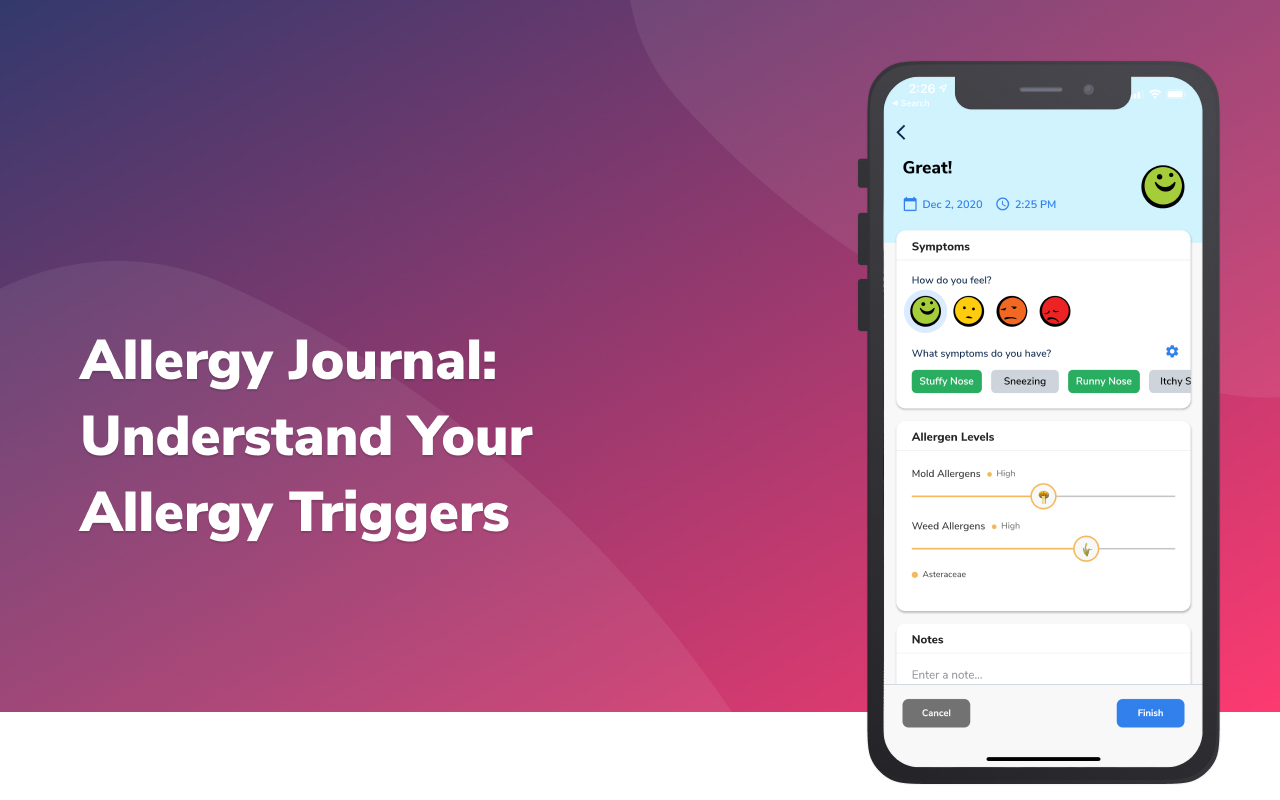 Allergy Journal:
Understand Your
Allergy Triggers
2:26
Search
Great!
Dec 2, 2020 2:25 PM
Symptoms
How do you feel?
What symptoms do you have?
Stuffy Nose Sneezing Runny Nose Itchy S
Allergen Levels
Mold Allergens High
Weed Allergens High
Asteraceae
Notes
Enter a note...
Cancel Finish